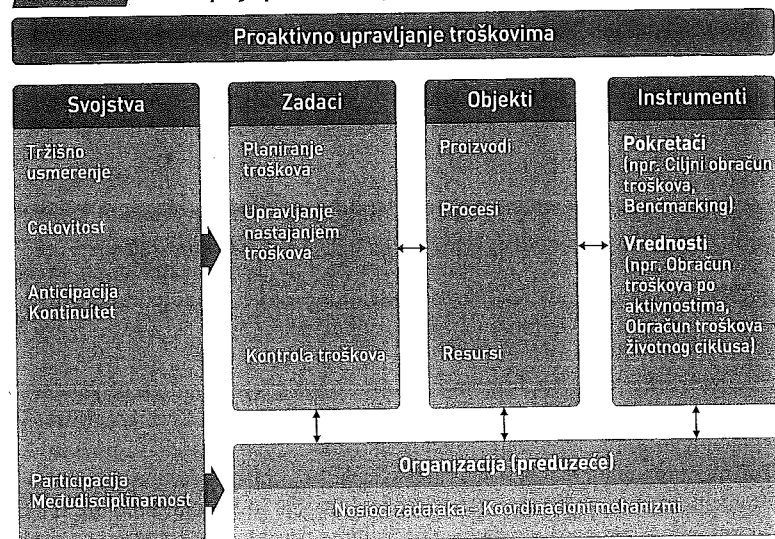 Proaktivno upravljanje troškovima
Svojstva
Tržišno
usmerenje
Celovitost
Anticipacija
Kontinuitet
Participacija
Međudisciplinarnost
Zadaci
Planiranje
troškova
Upravljanje
nastajanjem
troškova
Kontrola troškova
Objekti
Proizvodi
Procesi
Resursi
Instrumenti
Pokretači
(npr. Ciljni obračun
troškova,
Benčmarking)
Vrednosti
(npr. Obračun
troškova po
aktivnostima,
Obračun troškova
životnog ciklusa)
Organizacija (preduzeće)
Nosioci zadataka – Koordinacioni mehanizmi